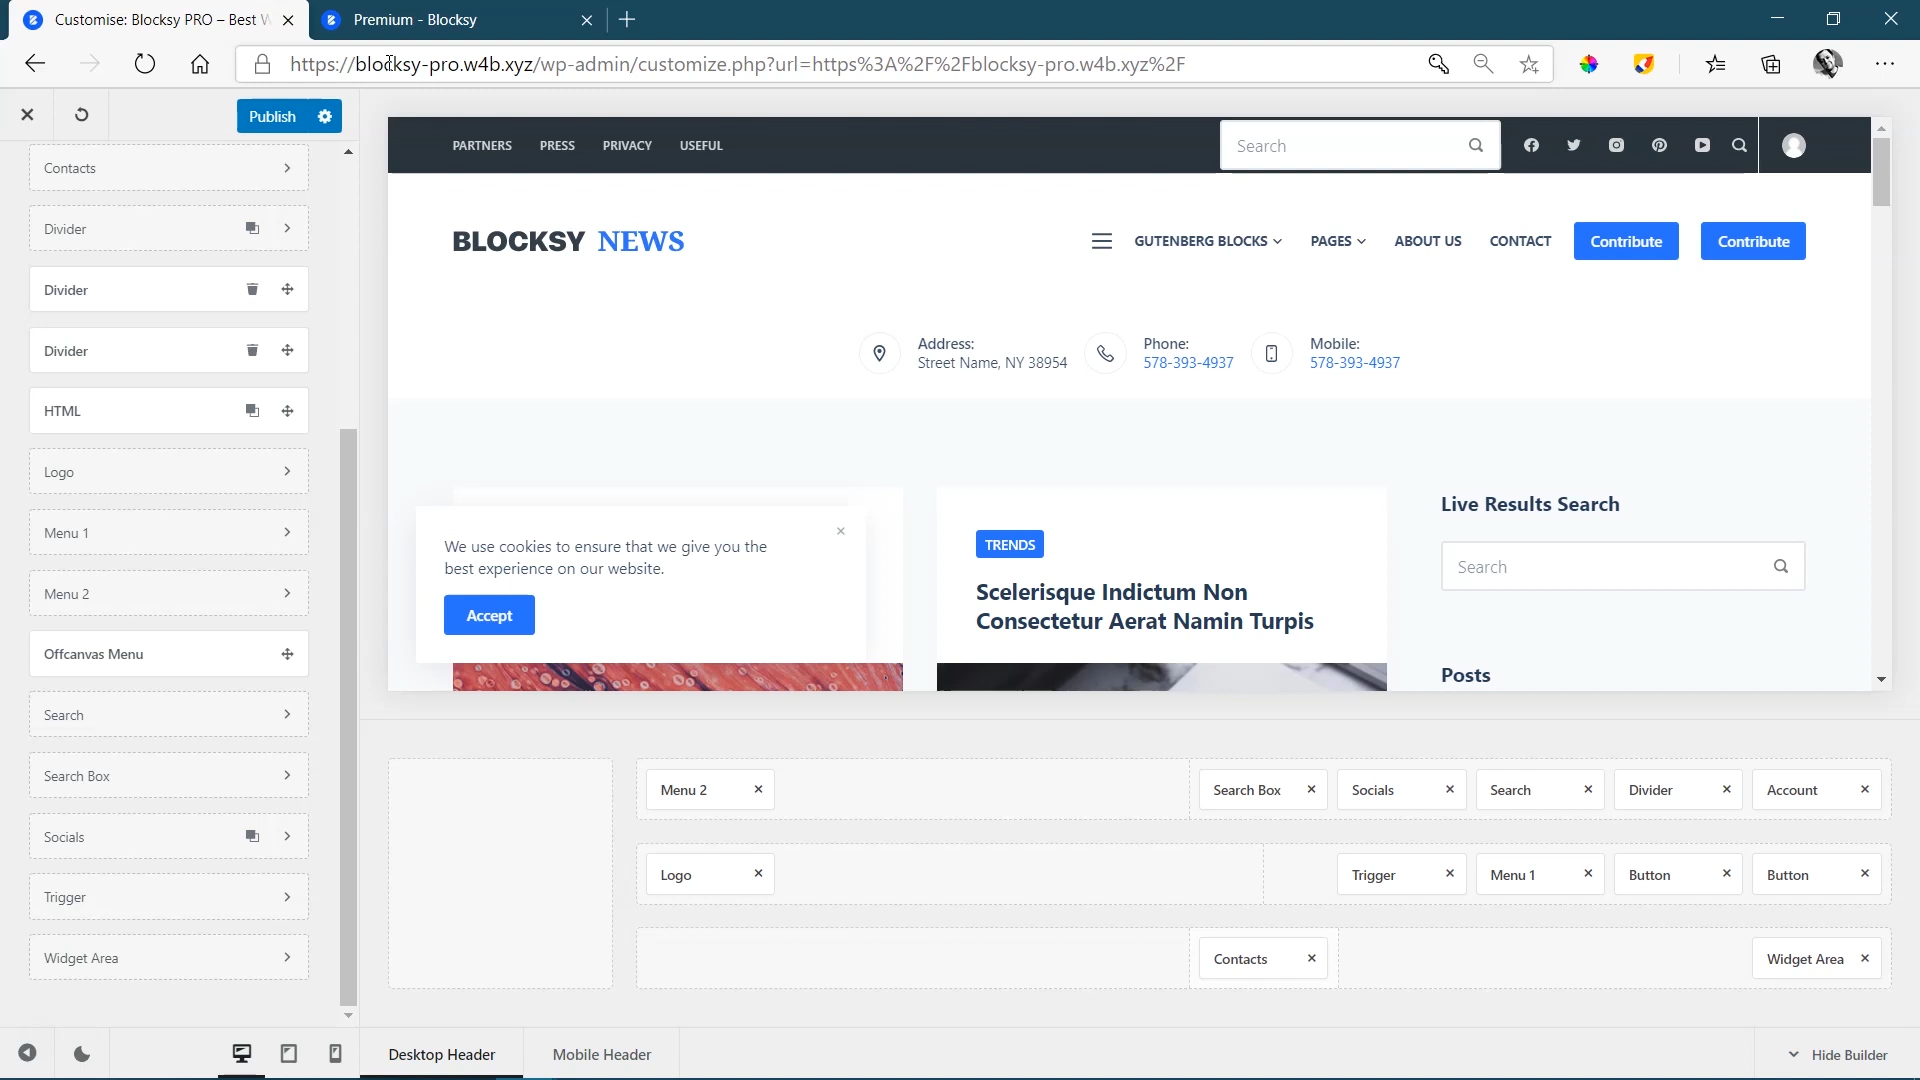 Customise: Blocksy PRO – Best W
Premium - Blocksy
https://blocksy-pro.w4b.xyz/wp-admin/customize.php?url=https%3A%2F%2Fblocksy-pro.w4b.xyz%2F
Publish
Contacts
Divider
Divider
Divider
HTML
Logo
Menu 1
Menu 2
Offcanvas Menu
Search
Search Box
Socials
Trigger
Widget Area
PARTNERS PRESS PRIVACY USEFUL
Search
BLOCKSY NEWS
GUTENBERG BLOCKS PAGES ABOUT US CONTACT Contribute Contribute
Address:
Street Name, NY 38954
Phone:
578-393-4937
Mobile:
578-393-4937
We use cookies to ensure that we give you the
best experience on our website.
Accept
TRENDS
Scelerisque Indictum Non
Consectetur Aerat Namin Turpis
Live Results Search
Search
Posts
Menu 2 Search Box Socials Search Divider Account
Logo Trigger Menu 1 Button Button
Contacts Widget Area
Desktop Header Mobile Header Hide Builder